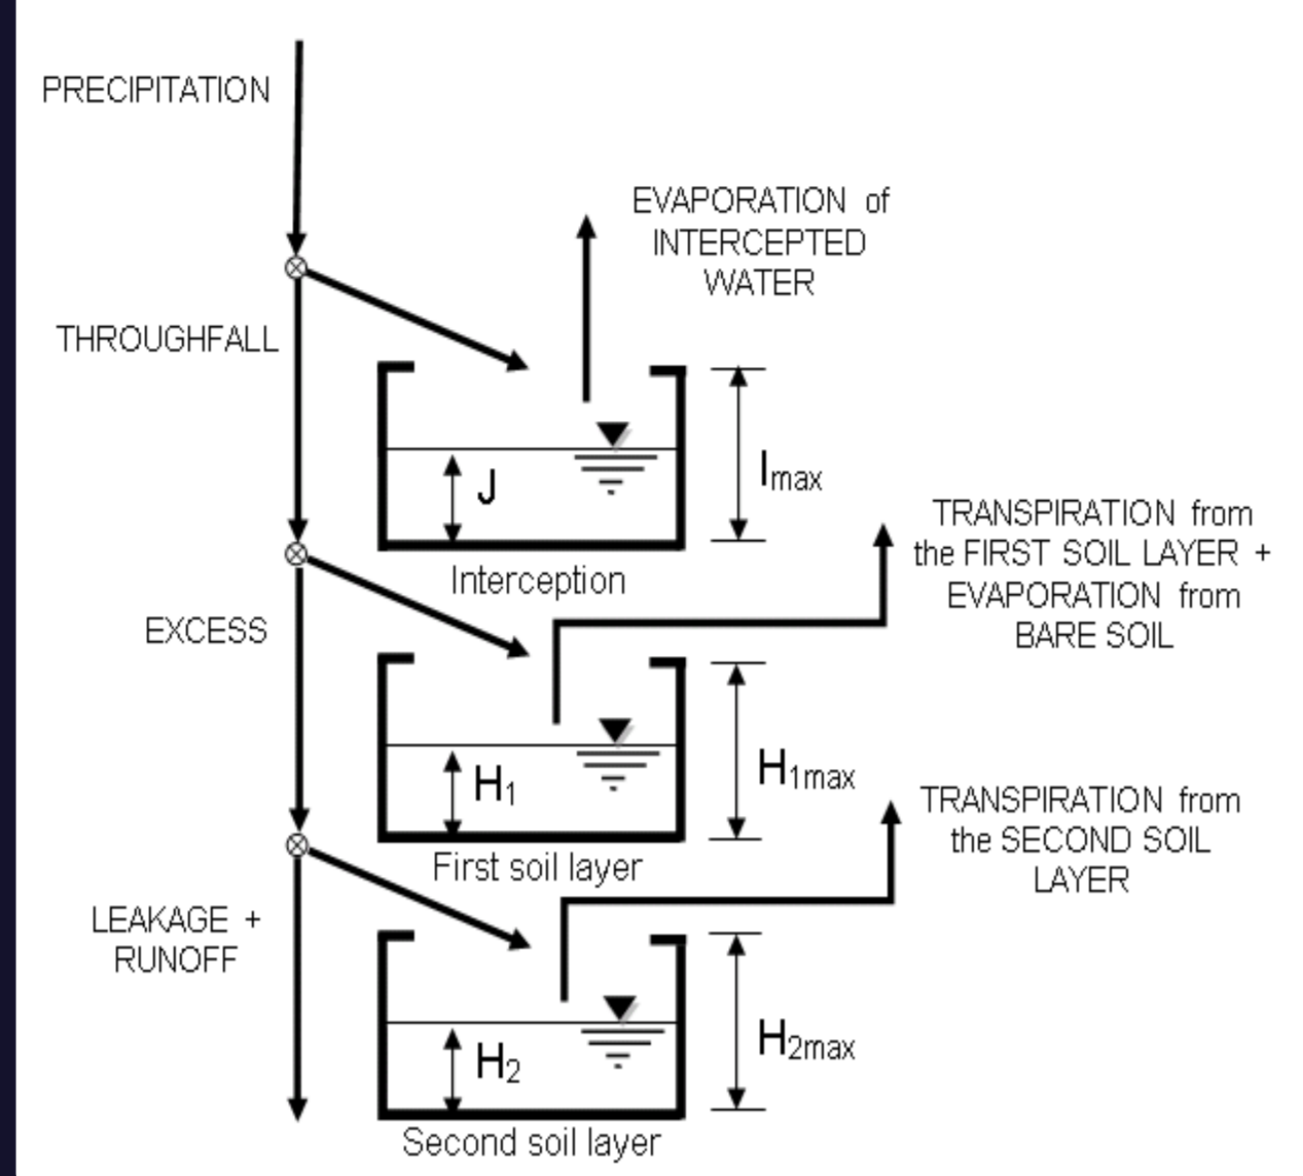 PRECIPITATION
EVAPORATION of
INTERCEPTED
WATER
THROUGHFALL
J
Imax
Interception
TRANSPIRATION from
the FIRST SOIL LAYER +
EVAPORATION from
BARE SOIL
EXCESS
H1
H1max
First soil layer
TRANSPIRATION from
the SECOND SOIL
LAYER
LEAKAGE +
RUNOFF
H2
H2max
Second soil layer